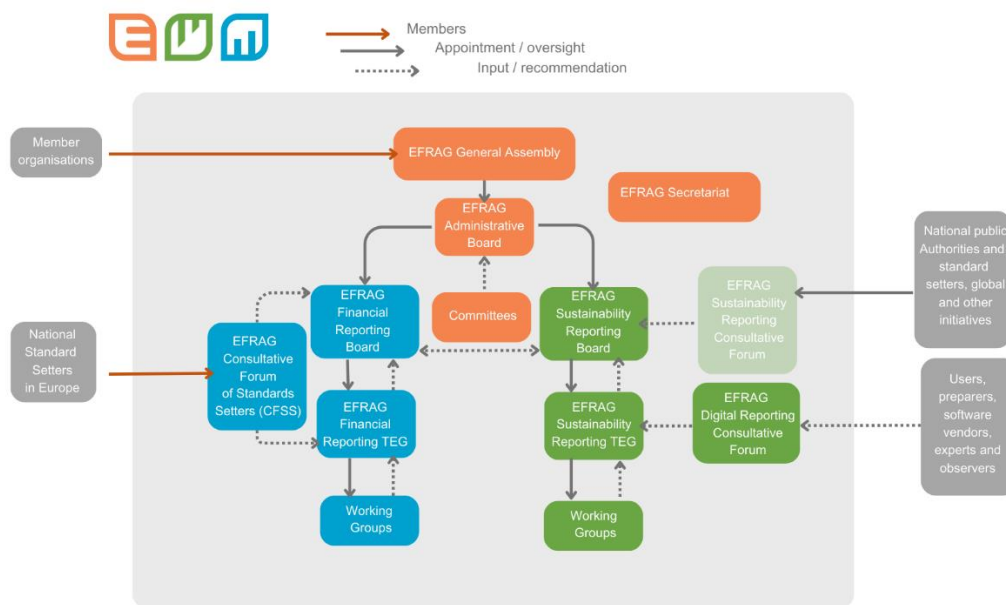 Members
Appointment / oversight
Input / recommendation
Member
organisations
EFRAG General Assembly
EFRAG Secretariat
EFRAG
Administrative
Board
National public
Authorities and
standard
setters, global
and other
initiatives
EFRAG
Financial
Reporting
Board
Committees
EFRAG
Sustainability
Reporting
Board
EFRAG
Sustainability
Reporting
Consultative
Forum
National
Standard
Setters
in Europe
EFRAG
Consultative
Forum
of Standards
Setters (CFSS)
EFRAG
Financial
Reporting TEG
EFRAG
Sustainability
Reporting TEG
EFRAG
Digital Reporting
Consultative
Forum
Users,
preparers,
software
vendors,
experts and
observers
Working
Groups
Working
Groups